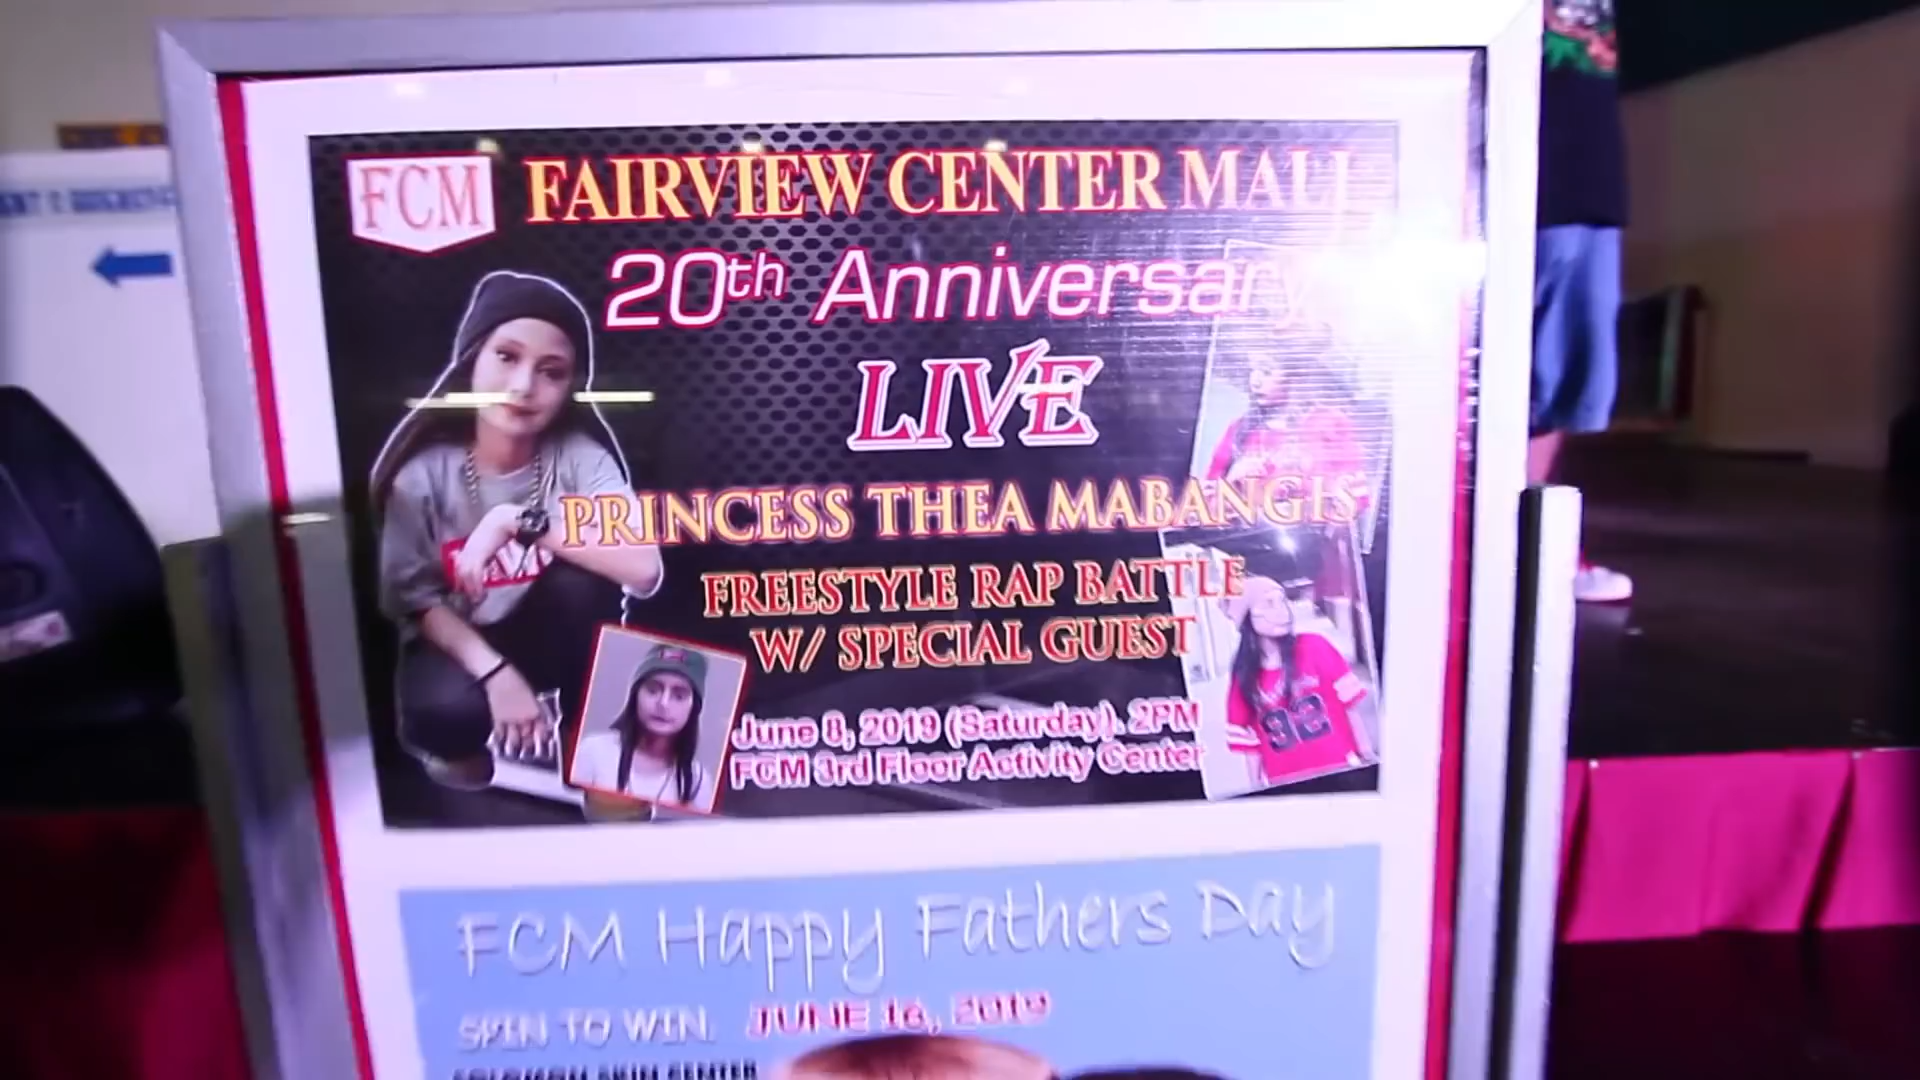 FCM FAIRVIEW CENTER MALL
20th Anniversary
LIVE
PRINCESS THEA MABANGIS
FREESTYLE RAP BATTLE
W/ SPECIAL GUEST
June 8, 2019 (Saturday). 2PM
FCM 3rd Floor Activity Center
92
FCM Happy Fathers Day
SPIN TO WIN. JUNE 16, 2019